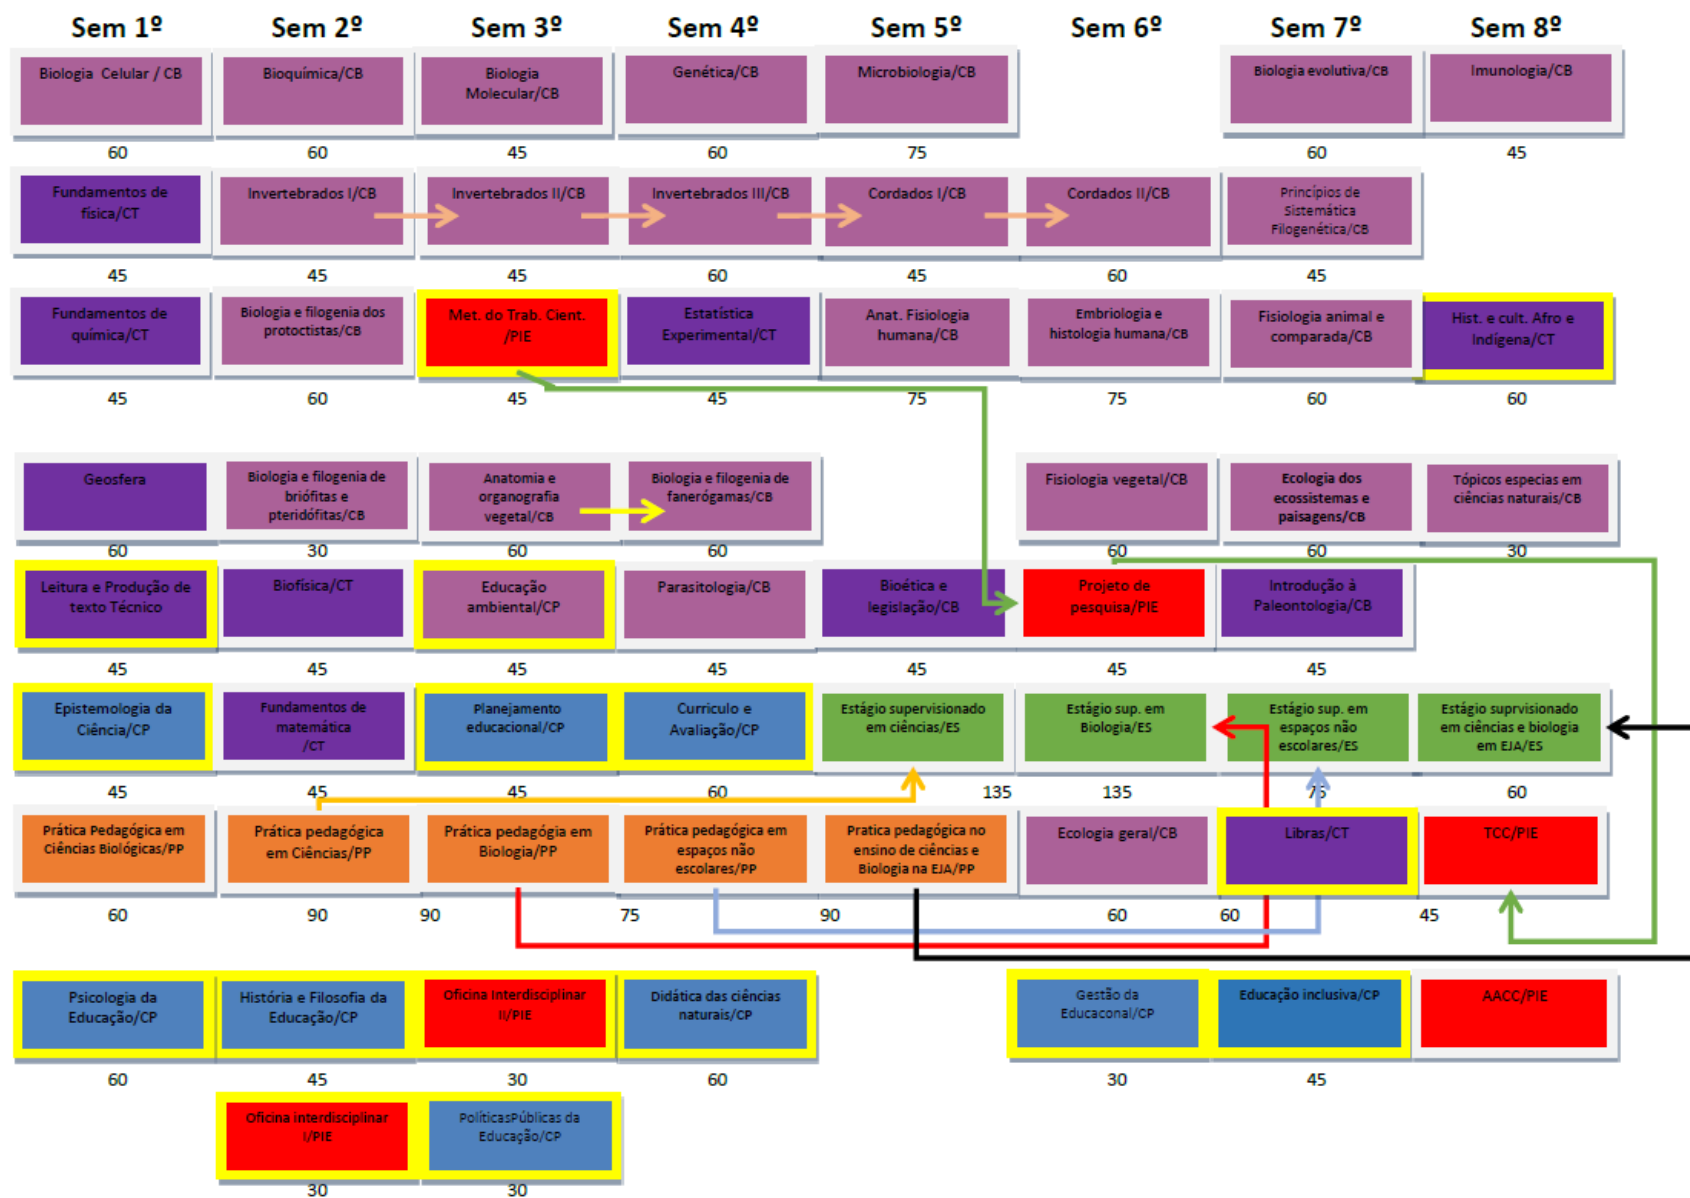 Sem 1º Sem 2º Sem 3º Sem 4º Sem 5º Sem 6º Sem 7º Sem 8º
Biologia Celular / CB
Bioquímica/CB
Biologia
Molecular/CB
Genética/CB
Microbiologia/CB
Biologia evolutiva/CB
Imunologia/CB
60 60 45 60 75 60 45
Fundamentos de
física/CT
Invertebrados I/CB
Invertebrados II/CB
Invertebrados III/CB
Cordados I/CB
Cordados II/CB
Princípios de
Sistemática
Filogenética/CB
45 45 45 60 45 60 45
Fundamentos de
química/CT
Biologia e filogenia dos
protoctistas/CB
Met. do Trab. Cient.
/PIE
Estatística
Experimental/CT
Anat. Fisiologia
humana/CB
Embriologia e
histologia humana/CB
Fisiologia animal e
comparada/CB
Hist. e cult. Afro e
Indígena/CT
45 60 45 45 75 75 60 60
Geosfera
Biologia e filogenia de
briófitas e
pteridófitas/CB
Anatomia e
organografia
vegetal/CB
Biologia e filogenia de
fanerógamas/CB
Fisiologia vegetal/CB
Ecologia dos
ecossistemas e
paisagens/CB
Tópicos especias em
ciências naturais/CB
60 30 60 60 60 60 30
Leitura e Produção de
texto Técnico
Biofísica/CT
Educação
ambiental/CP
Parasitologia/CB
Bioética e
legislação/CB
Projeto de
pesquisa/PIE
Introdução à
Paleontologia/CB
45 45 45 45 45 45 45
Epistemologia da
Ciência/CP
Fundamentos de
matemática
/CT
Planejamento
educacional/CP
Curriculo e
Avaliação/CP
Estágio supervisionado
em ciências/ES
Estágio sup. em
Biologia/ES
Estágio sup. em
espaços não
escolares/ES
Estágio suprvisionado
em ciências e biologia
em EJA/ES
45 45 45 60 135 135 75 60
Prática Pedagógica em
Ciências Biológicas/PP
Prática pedagógica
em Ciências/PP
Prática pedagógia em
Biologia/PP
Prática pedagógica em
espaços não
escolares/PP
Pratica pedagógica no
ensino de ciências e
Biologia na EJA/PP
Ecologia geral/CB
Libras/CT
TCC/PIE
60 90 90 75 90 60 60 45
Psicologia da
Educação/CP
História e Filosofia da
Educação/CP
Oficina Interdisciplinar
II/PIE
Didática das ciências
naturais/CP
Gestão da
Educaconal/CP
Educação inclusiva/CP
AACC/PIE
60 45 30 60 30 45
Oficina interdisciplinar
I/PIE
PolíticasPúblicas da
Educação/CP
30 30